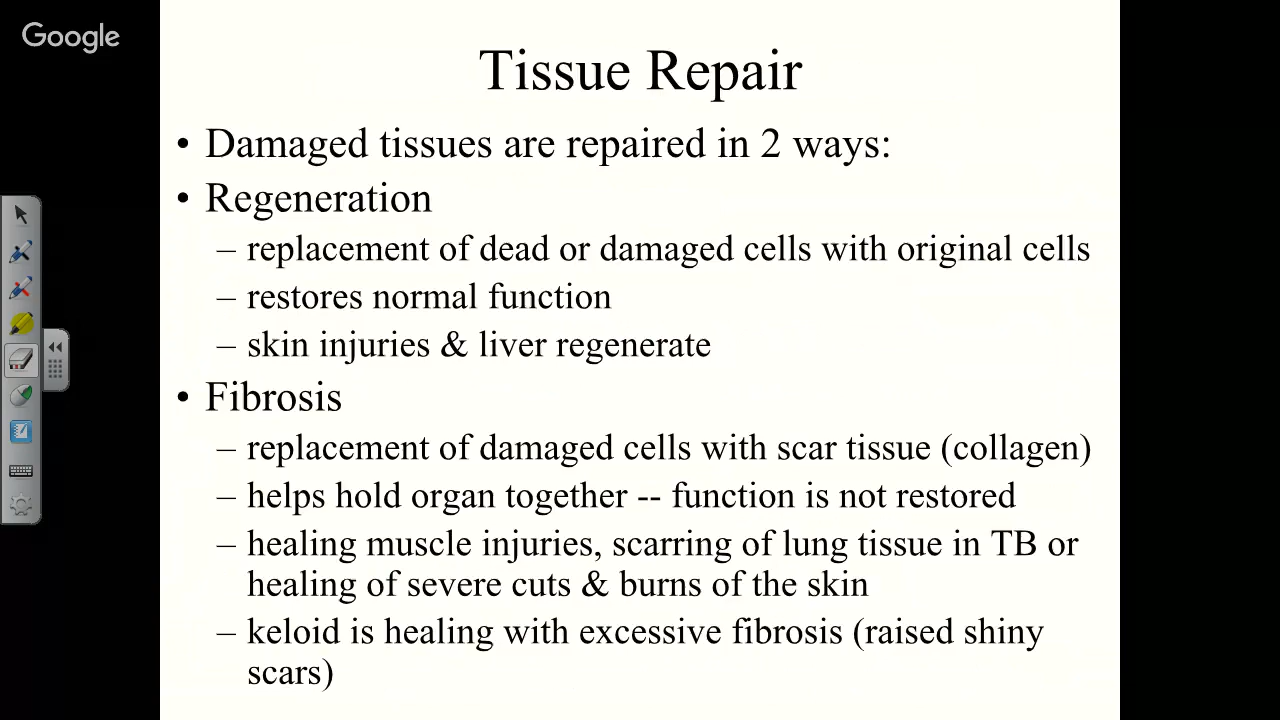 Google
Tissue Repair
• Damaged tissues are repaired in 2 ways:
• Regeneration
– replacement of dead or damaged cells with original cells
– restores normal function
– skin injuries & liver regenerate
• Fibrosis
– replacement of damaged cells with scar tissue (collagen)
– helps hold organ together -- function is not restored
– healing muscle injuries, scarring of lung tissue in TB or
healing of severe cuts & burns of the skin
– keloid is healing with excessive fibrosis (raised shiny
scars)